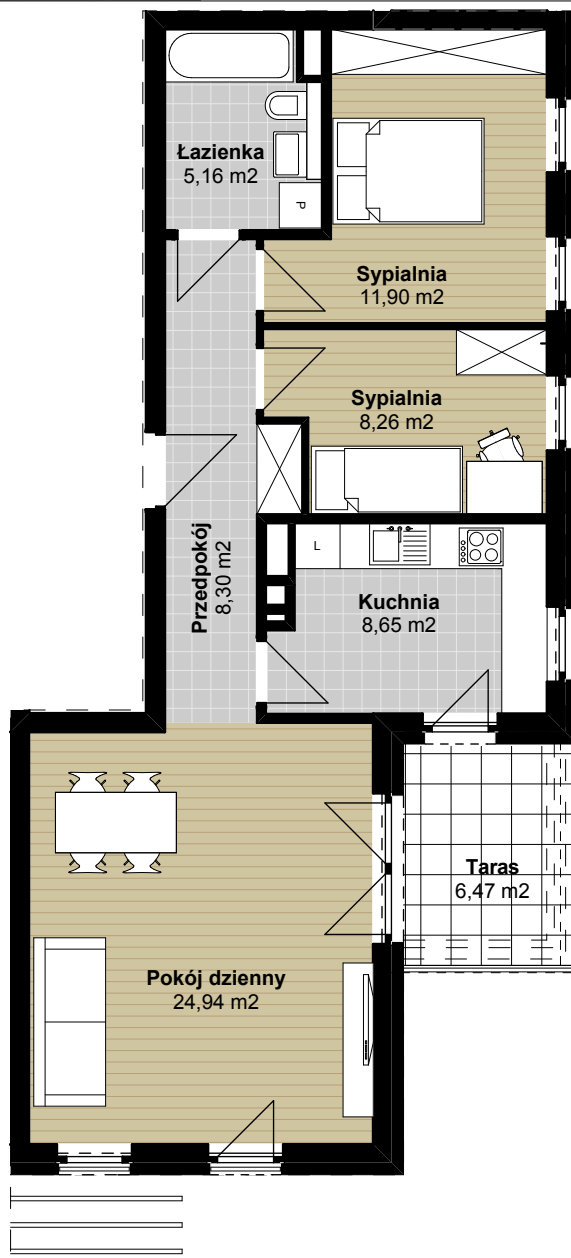 Łazienka
5,16 m2
P
Sypialnia
11,90 m2
Sypialnia
8,26 m2
Przedpokój
8,30 m2
L
Kuchnia
8,65 m2
Taras
6,47 m2
Pokój dzienny
24,94 m2